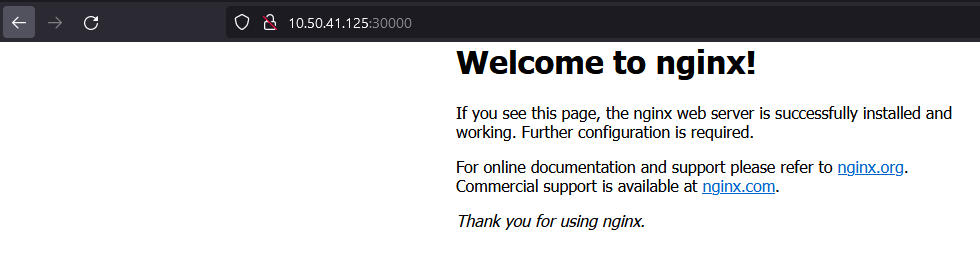 10.50.41.125:30000
Welcome to nginx!
If you see this page, the nginx web server is successfully installed and
working. Further configuration is required.
For online documentation and support please refer to nginx.org.
Commercial support is available at nginx.com.
Thank you for using nginx.